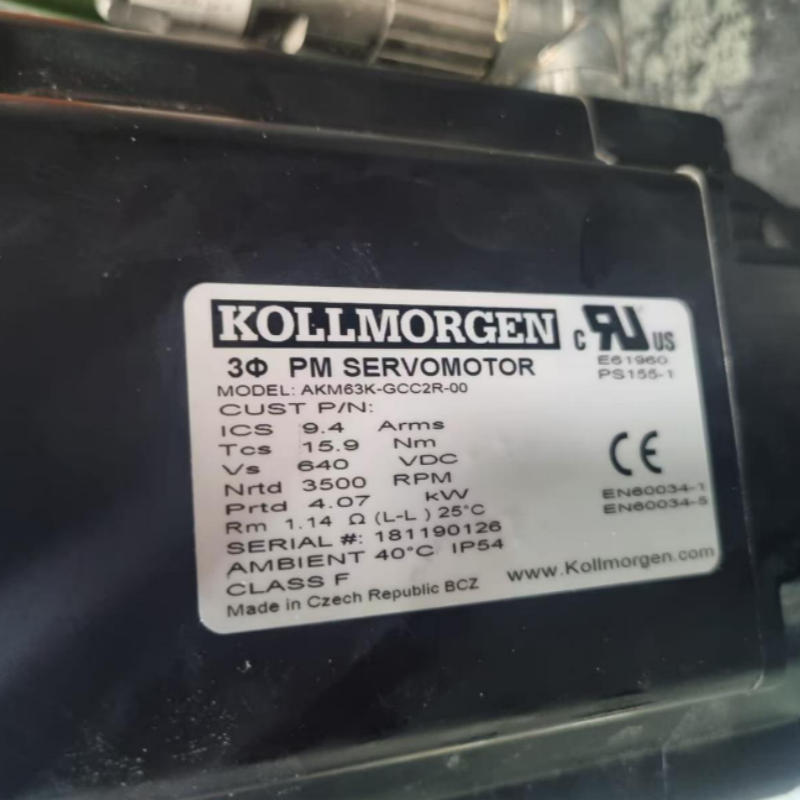 KOLLMORGEN
C RU US
3Φ PM SERVOMOTOR
E61960
PS155-1
MODEL: AKM63K-GCC2R-00
CUST P/N:
ICS 9.4 Arms
Tcs 15.9 Nm
Vs 640 VDC
Nrtd 3500 RPM
Prtd 4.07 kW
Rm 1.14 Ω (L-L) 25°C
CE
EN60034-1
EN60034-5
SERIAL #: 181190126
AMBIENT 40°C IP54
CLASS F
Made in Czech Republic BCZ
www.Kollmorgen.com